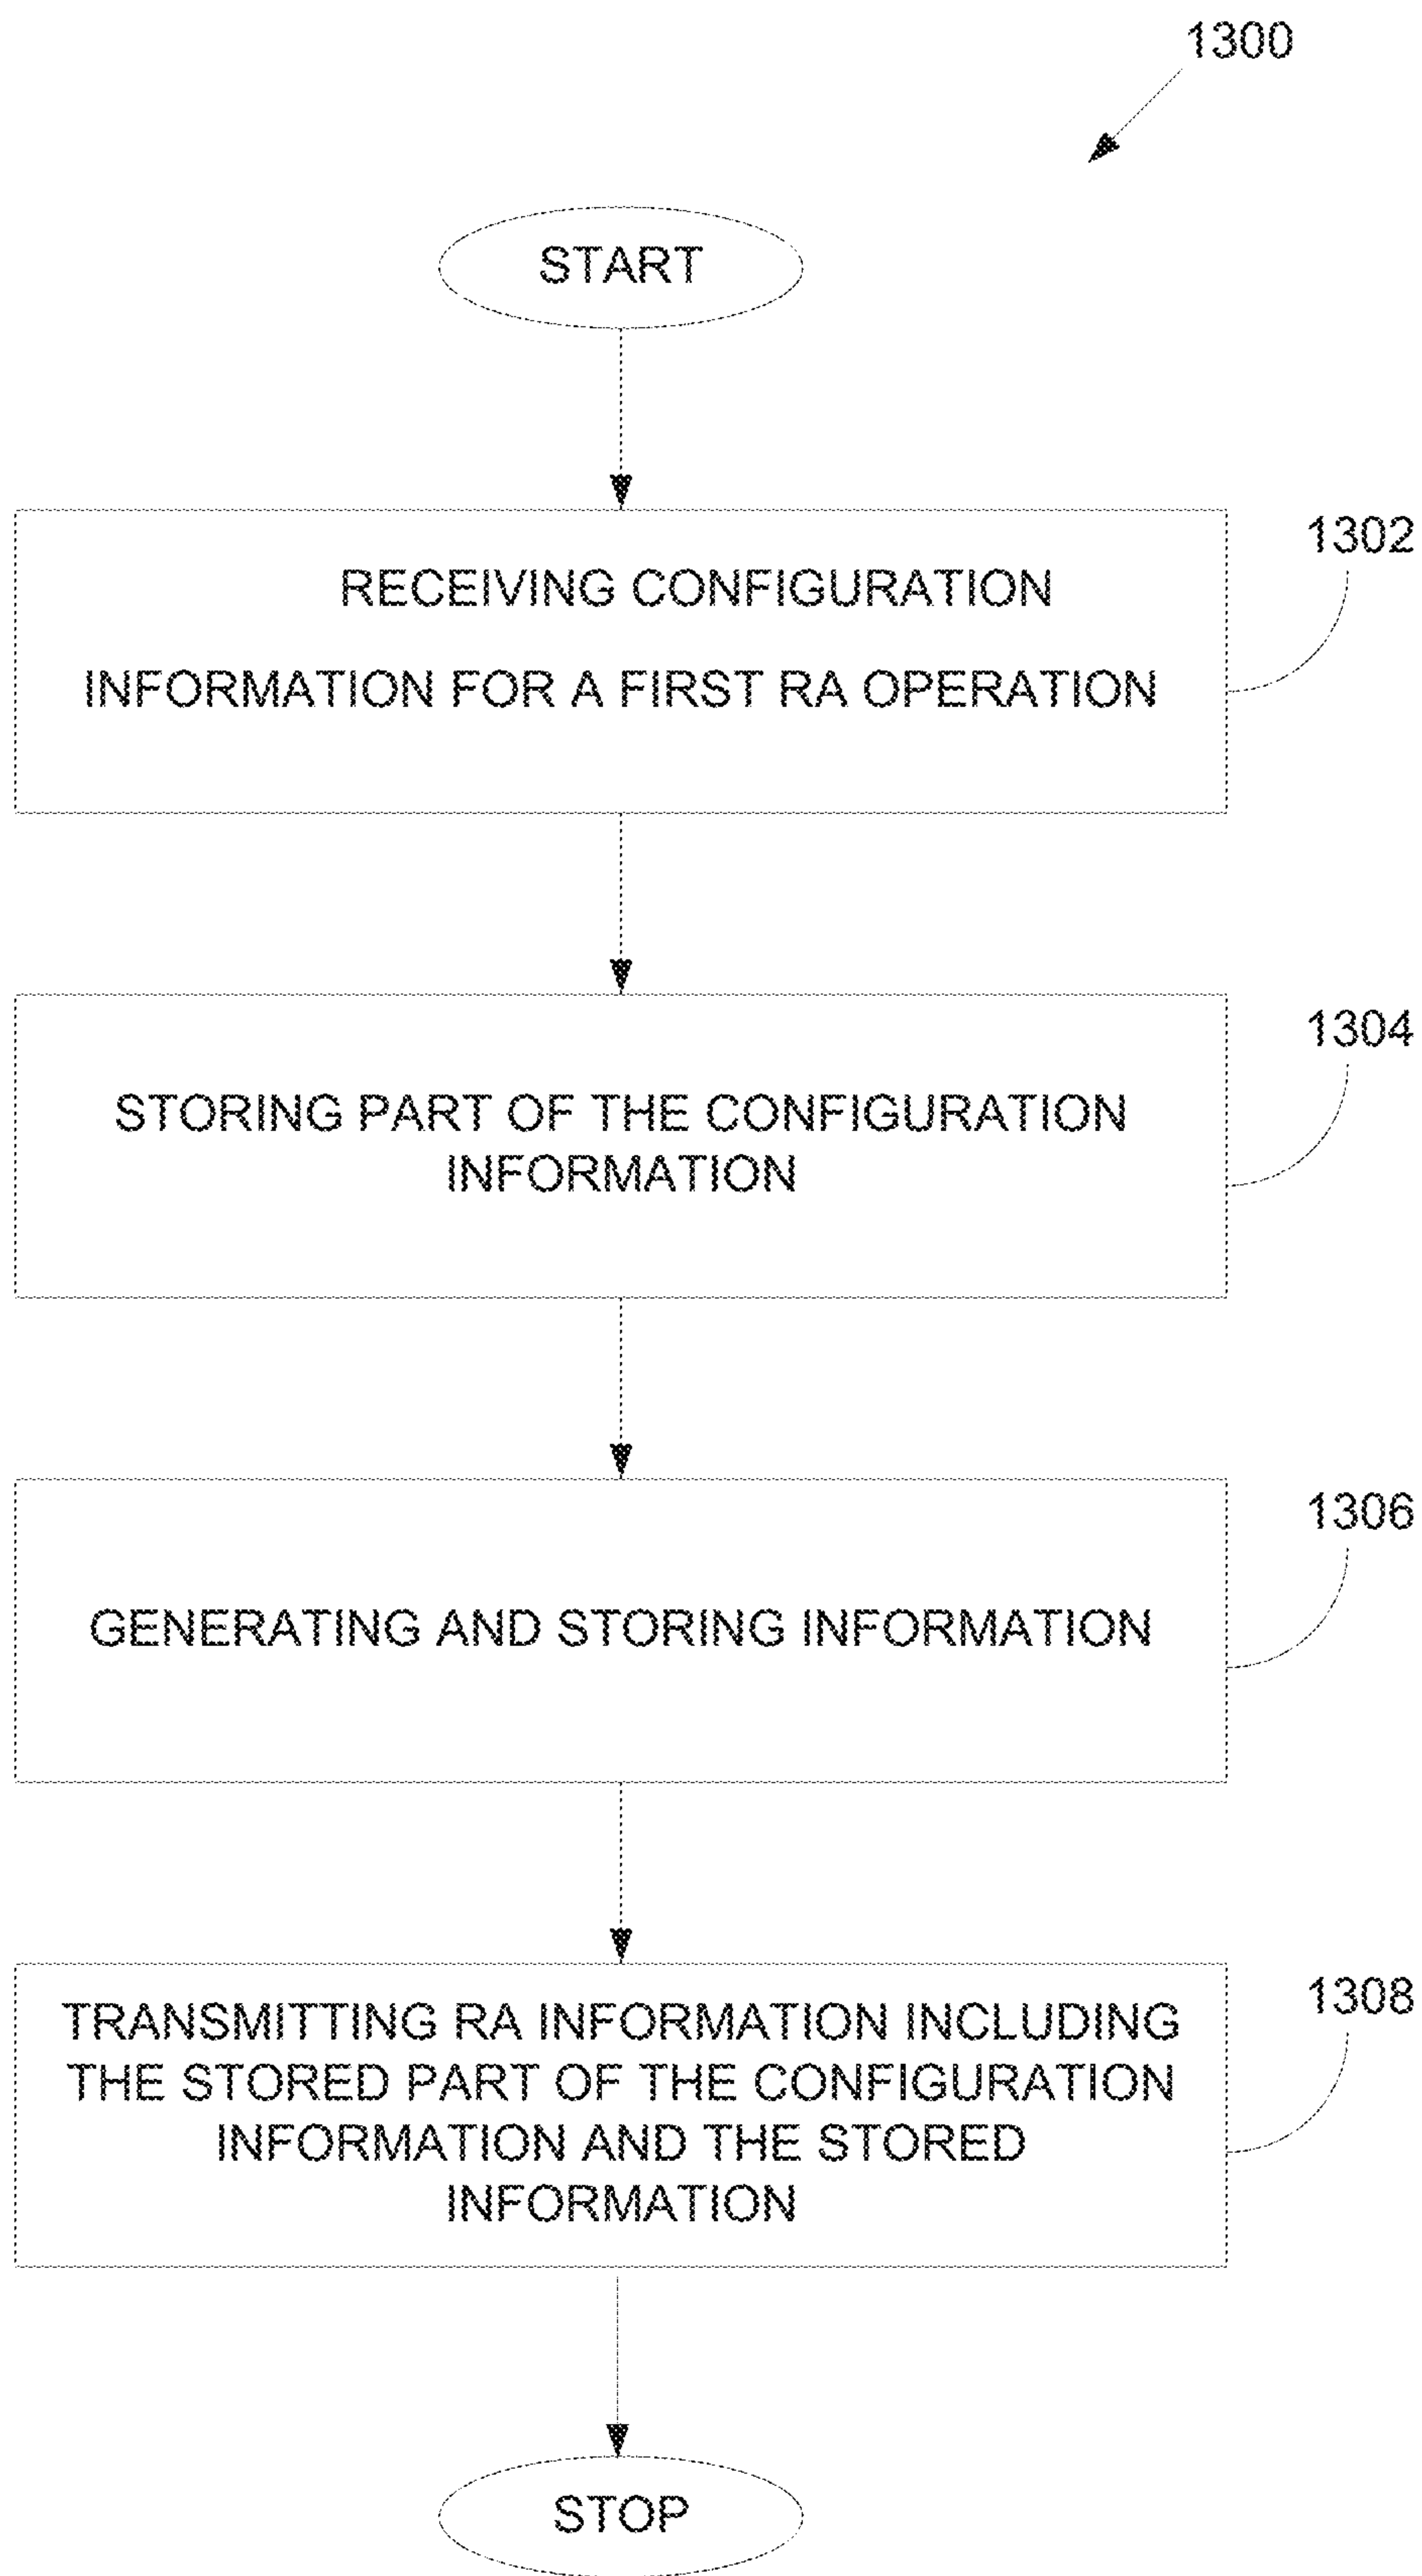 1300
START
RECEIVING CONFIGURATION
INFORMATION FOR A FIRST RA OPERATION
1302
STORING PART OF THE CONFIGURATION
INFORMATION
1304
GENERATING AND STORING INFORMATION
1306
TRANSMITTING RA INFORMATION INCLUDING
THE STORED PART OF THE CONFIGURATION
INFORMATION AND THE STORED
INFORMATION
1308
STOP